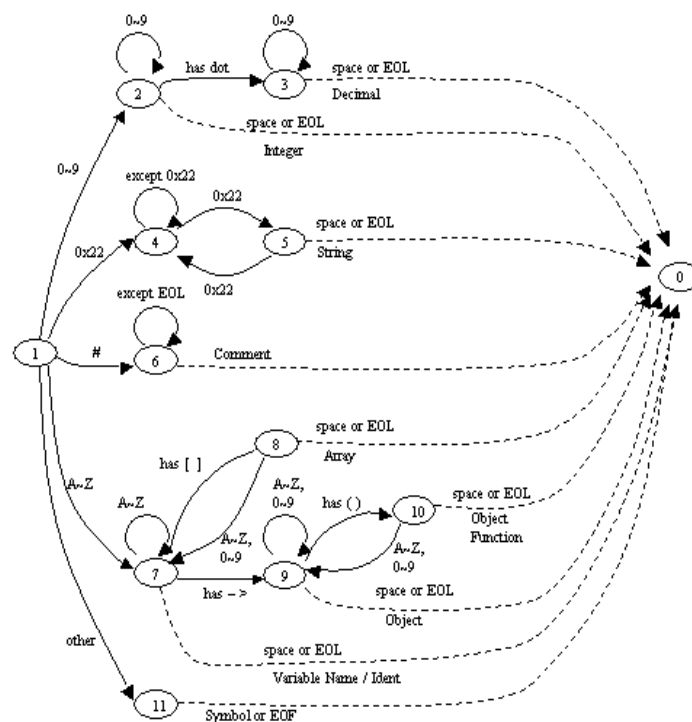 0~9
0~9
has dot
space or EOL
2
3
Decimal
space or EOL
Integer
0~9
except 0x22
0x22
0x22
4
5
space or EOL
String
0x22
0
except EOL
1
#
6
Comment
space or EOL
8
Array
has [ ]
A~Z
A~Z
A~Z,
0~9
has ()
10
space or EOL
Object
Function
A~Z,
0~9
A~Z,
0~9
7
has -->
9
space or EOL
Object
other
space or EOL
Variable Name / Ident
11
Symbol or EOF